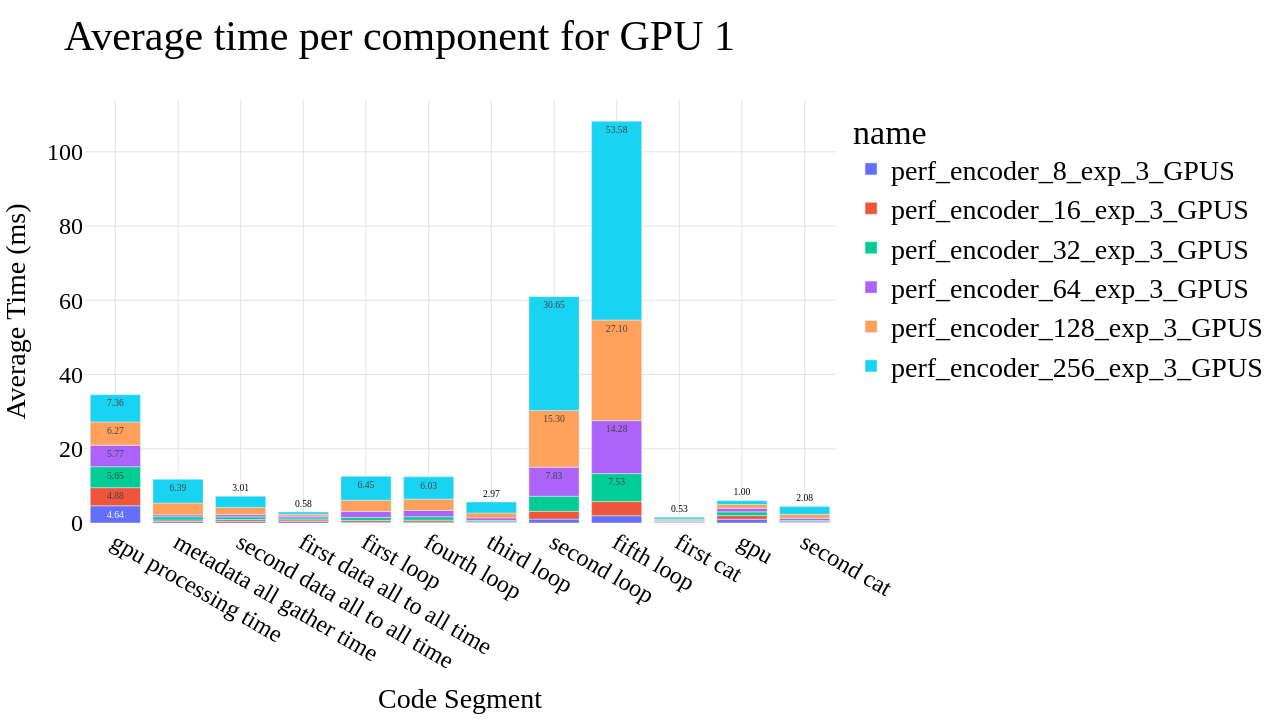 Average time per component for GPU 1
Average Time (ms)
100
80
60
40
20
0
7.36
6.27
5.77
5.65
4.88
4.64
6.39
3.01
0.58
6.45
6.03
2.97
30.65
15.30
7.83
53.58
27.10
14.28
7.53
0.53
1.00
2.08
gpu processing time
metadata all gather time
second data all to all time
first data all to all time
first loop
fourth loop
third loop
second loop
fifth loop
first cat
gpu
second cat
Code Segment
name
perf_encoder_8_exp_3_GPUS
perf_encoder_16_exp_3_GPUS
perf_encoder_32_exp_3_GPUS
perf_encoder_64_exp_3_GPUS
perf_encoder_128_exp_3_GPUS
perf_encoder_256_exp_3_GPUS